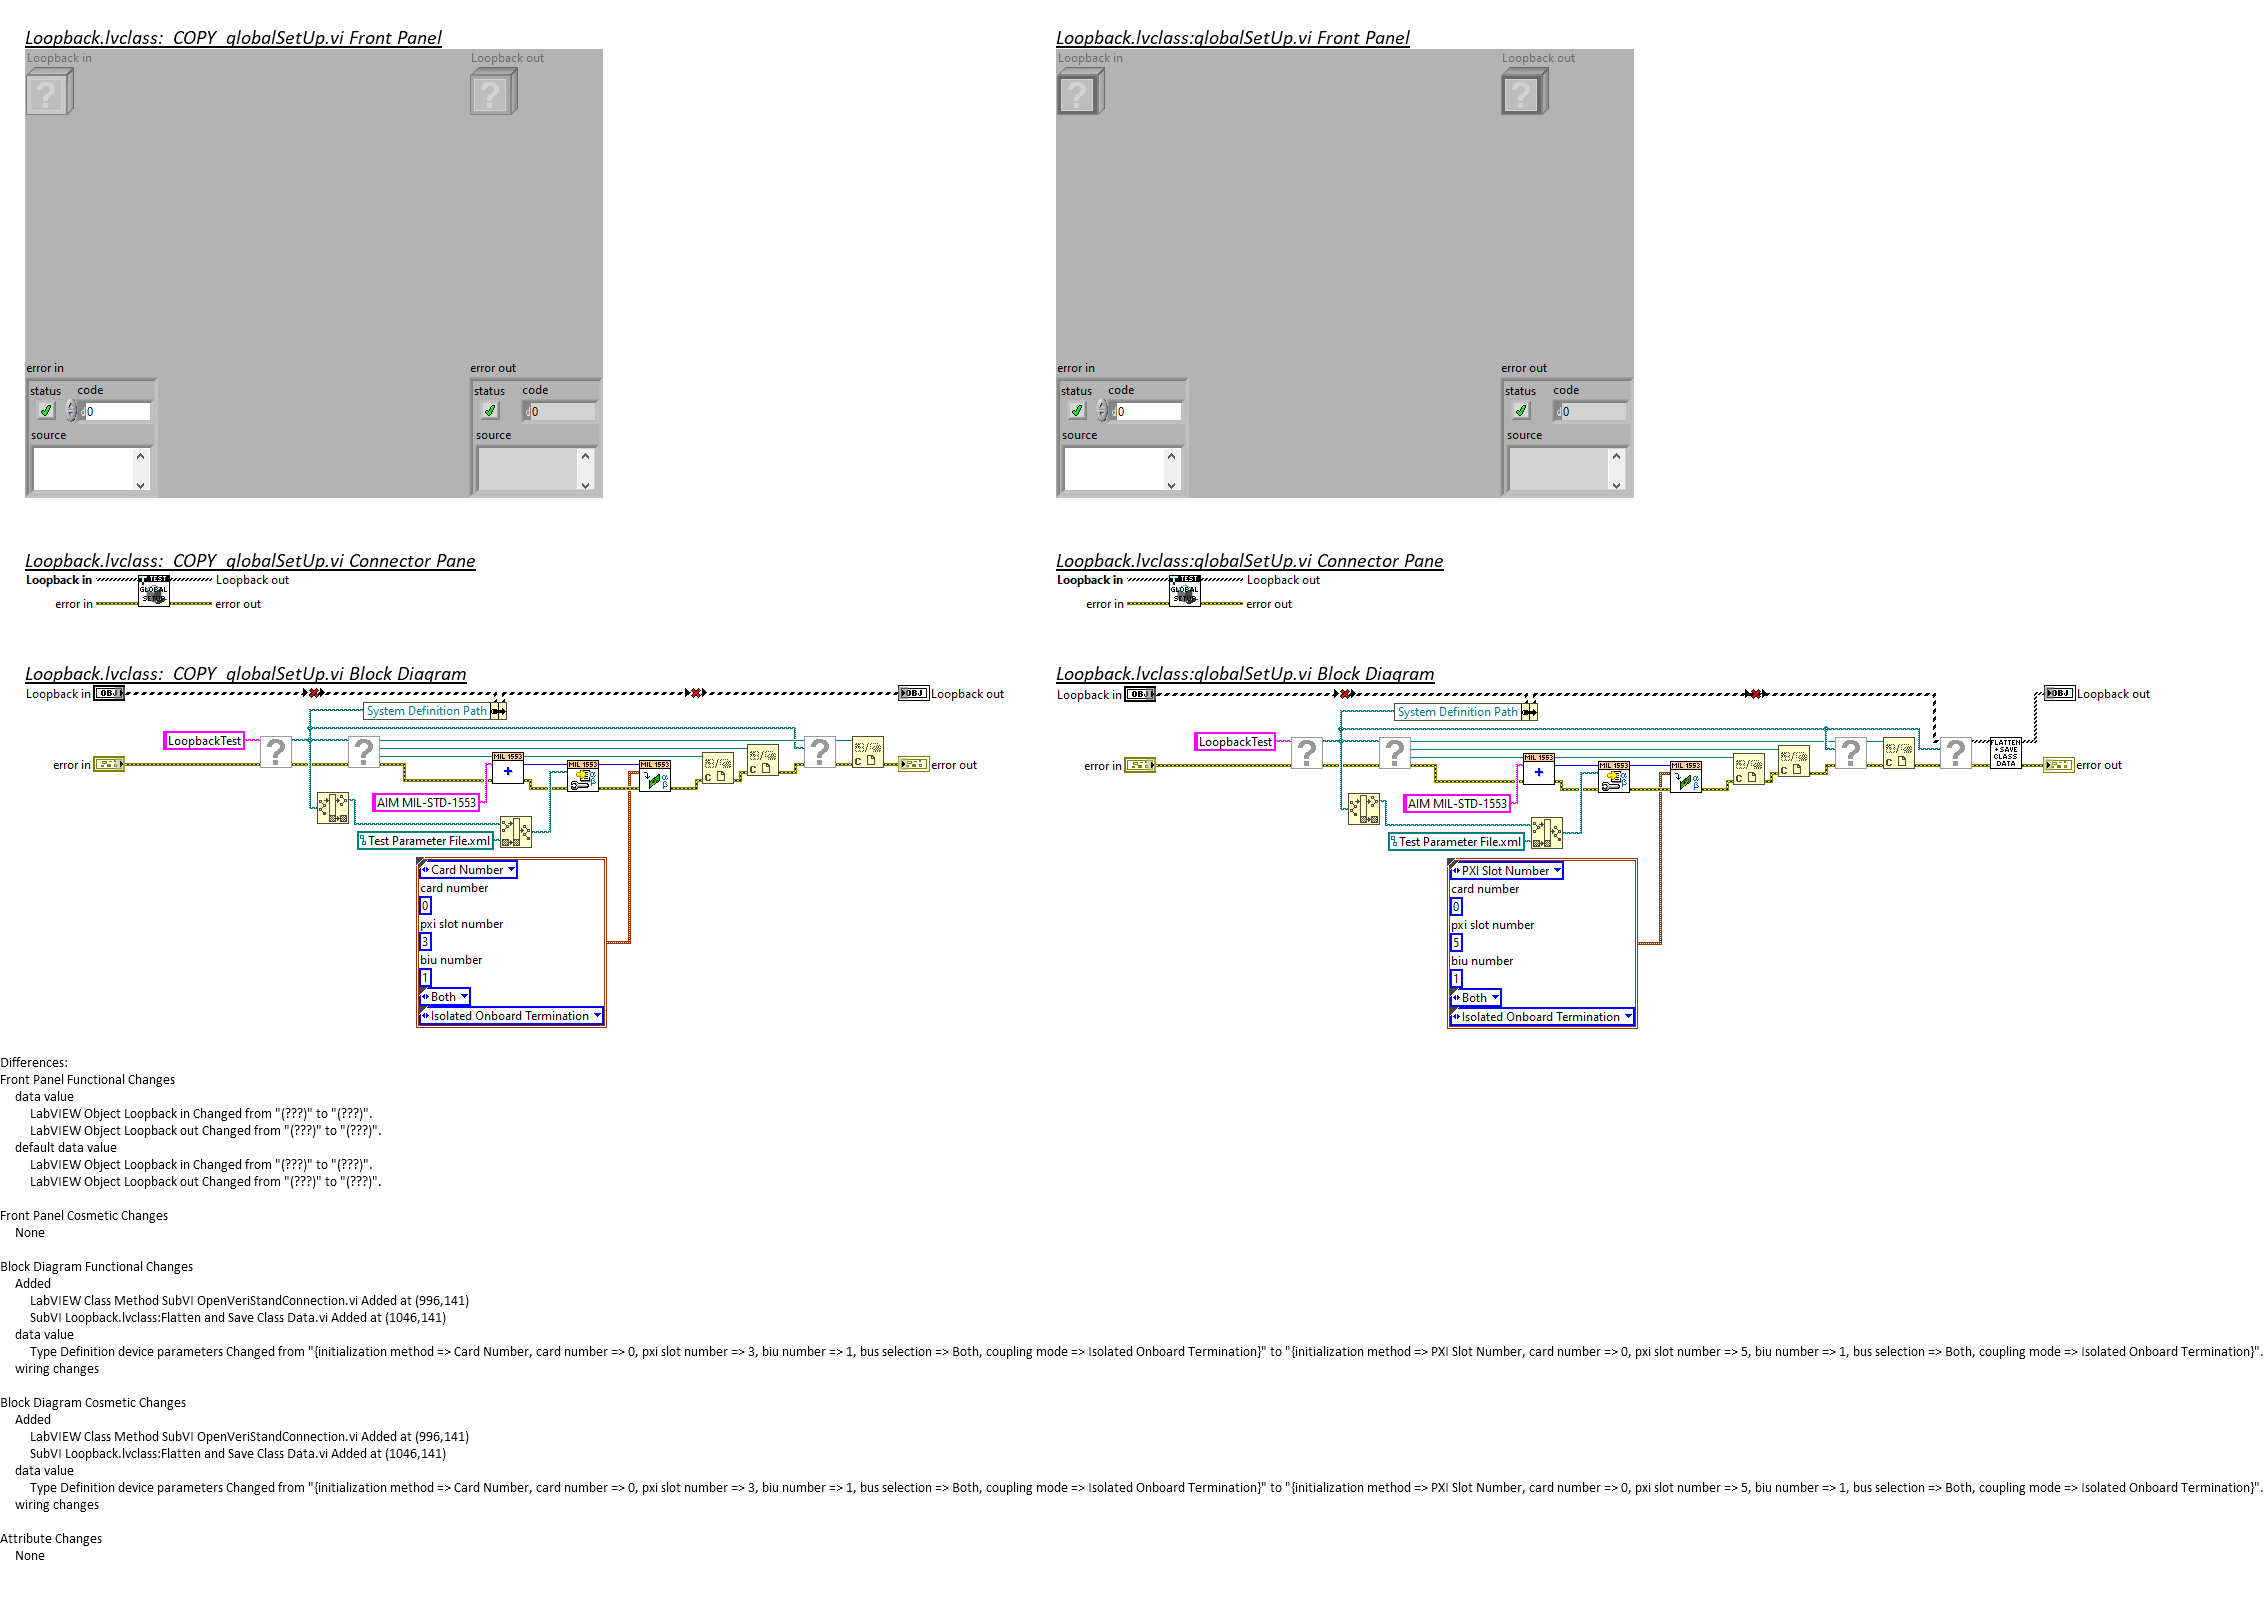 Loopback.lvclass:_COPY_globalSetUp.vi Front Panel
Loopback in
Loopback out
?
?
error in
status
code
0
source
error out
status
code
0
source
Loopback.lvclass:globalSetUp.vi Front Panel
Loopback in
Loopback out
?
?
error in
status
code
0
source
error out
status
code
0
source
Loopback.lvclass:_COPY_globalSetUp.vi Connector Pane
Loopback in
Loopback out
TEST
GLOBAL
SETUP
error in
error out
Loopback.lvclass:globalSetUp.vi Connector Pane
Loopback in
Loopback out
TEST
GLOBAL
SETUP
error in
error out
Loopback.lvclass:_COPY_globalSetUp.vi Block Diagram
Loopback in
OBJ
OBJ
Loopback out
System Definition Path
LoopbackTest
?
?
?
MIL 1553
MIL 1553
MIL 1553
C
C
C
error in
error out
AIM MIL-STD-1553
Test Parameter File.xml
Card Number
card number
0
pxi slot number
3
biu number
1
Both
Isolated Onboard Termination
Loopback.lvclass:globalSetUp.vi Block Diagram
Loopback in
OBJ
OBJ
Loopback out
System Definition Path
LoopbackTest
?
?
?
?
MIL 1553
MIL 1553
MIL 1553
C
C
C
FLATTEN
+ SAVE
CLASS
DATA
error in
error out
AIM MIL-STD-1553
Test Parameter File.xml
PXI Slot Number
card number
0
pxi slot number
5
biu number
1
Both
Isolated Onboard Termination
Differences:
Front Panel Functional Changes
data value
LabVIEW Object Loopback in Changed from "(???)" to "(???)".
LabVIEW Object Loopback out Changed from "(???)" to "(???)".
default data value
LabVIEW Object Loopback in Changed from "(???)" to "(???)".
LabVIEW Object Loopback out Changed from "(???)" to "(???)".
Front Panel Cosmetic Changes
None
Block Diagram Functional Changes
Added
LabVIEW Class Method SubVI OpenVeriStandConnection.vi Added at (996,141)
SubVI Loopback.lvclass:Flatten and Save Class Data.vi Added at (1046,141)
data value
Type Definition device parameters Changed from "{initialization method => Card Number, card number => 0, pxi slot number => 3, biu number => 1, bus selection => Both, coupling mode => Isolated Onboard Termination}" to "{initialization method => PXI Slot Number, card number => 0, pxi slot number => 5, biu number => 1, bus selection => Both, coupling mode => Isolated Onboard Termination}".
wiring changes
Block Diagram Cosmetic Changes
Added
LabVIEW Class Method SubVI OpenVeriStandConnection.vi Added at (996,141)
SubVI Loopback.lvclass:Flatten and Save Class Data.vi Added at (1046,141)
data value
Type Definition device parameters Changed from "{initialization method => Card Number, card number => 0, pxi slot number => 3, biu number => 1, bus selection => Both, coupling mode => Isolated Onboard Termination}" to "{initialization method => PXI Slot Number, card number => 0, pxi slot number => 5, biu number => 1, bus selection => Both, coupling mode => Isolated Onboard Termination}".
wiring changes
Attribute Changes
None